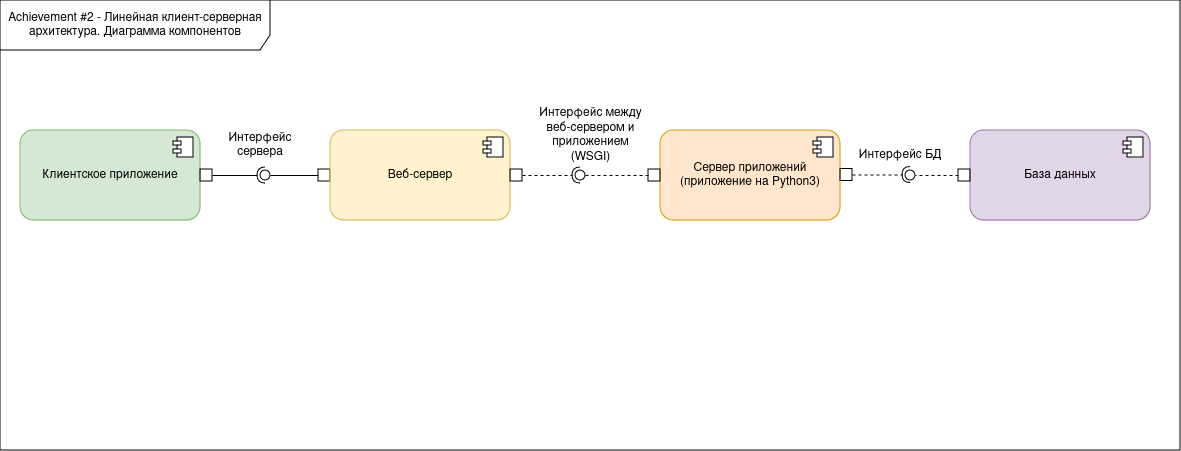 Achievement #2 - Линейная клиент-серверная
архитектура. Диаграмма компонентов
Интерфейс
сервера
Интерфейс между
веб-сервером и
приложением
(WSGI)
Интерфейс БД
Клиентское приложение
Веб-сервер
Сервер приложений
(приложение на Python3)
База данных